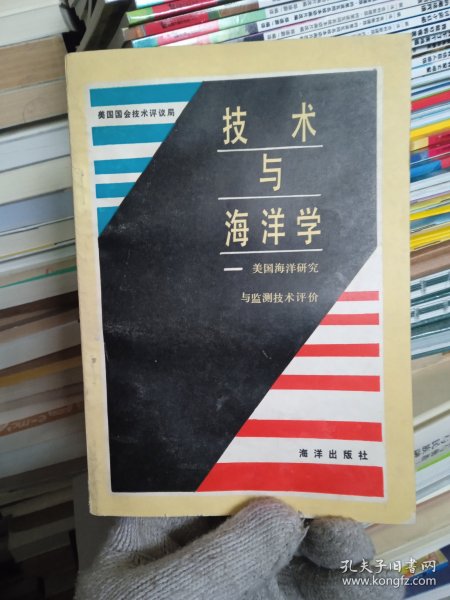 美国国会技术评议局
技术
与
海洋学
— 美国海洋研究
与监测技术评价
海洋出版社
孔夫子旧书网
www.kongfz.com